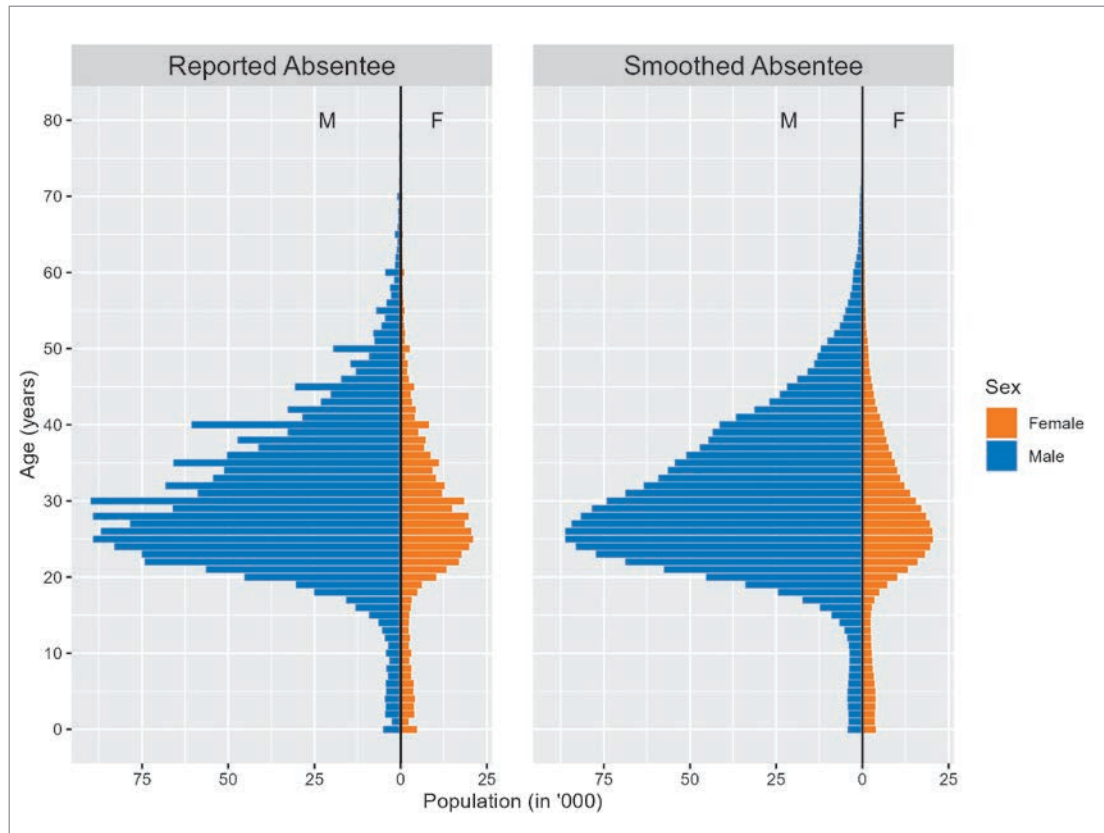 Reported Absentee
Smoothed Absentee
M F
M F
80
70
60
50
40
30
20
10
0
Age (years)
75 50 25 0 25
75 50 25 0 25
Population (in '000)
Sex
Female
Male